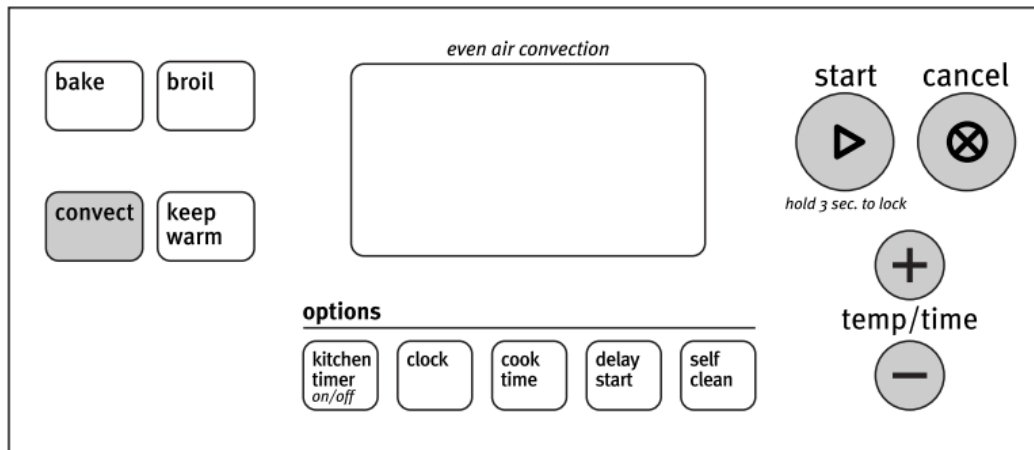 even air convection
bake
broil
start
cancel
convect
keep
warm
hold 3 sec. to lock
options
temp/time
kitchen
timer
on/off
clock
cook
time
delay
start
self
clean